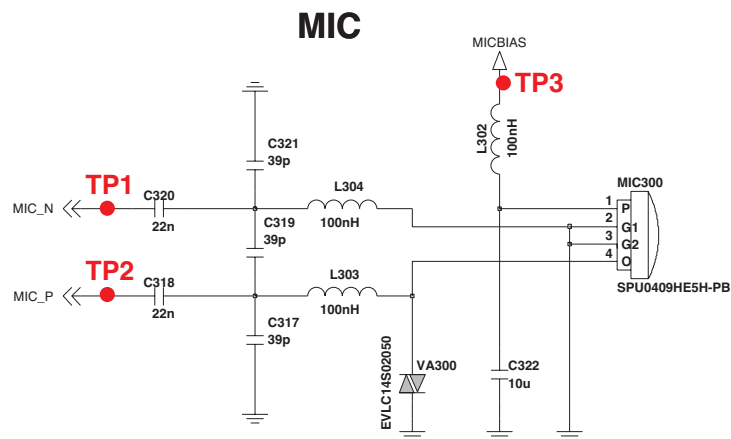 MIC
MICBIAS
TP3
L302
100nH
C321
39p
MIC300
TP1
C320
L304
MIC_N
22n
C319
39p
100nH
1
P
2
G1
3
G2
4
O
SPU0409HE5H-PB
TP2
C318
L303
MIC_P
22n
100nH
C317
39p
EVLC14S02050
VA300
C322
10u